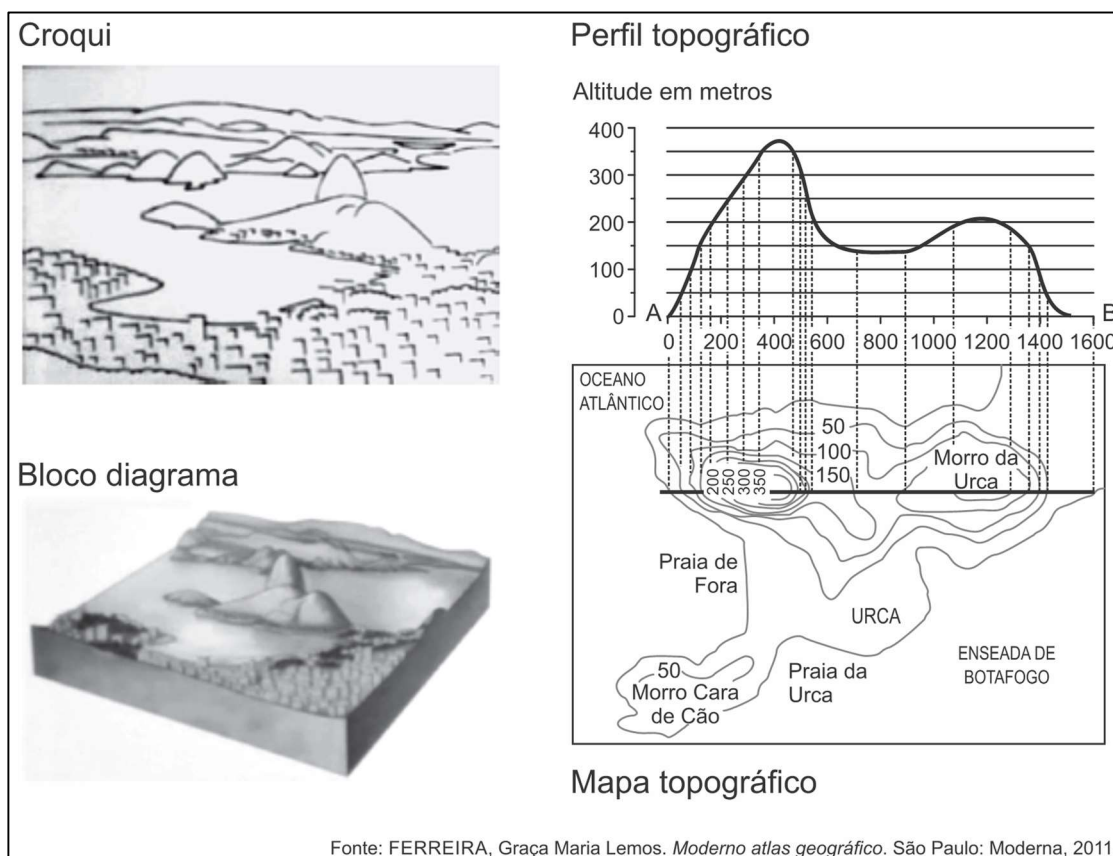 Croqui
Perfil topográfico
Altitude em metros
400
300
200
100
0
A
B
0 200 400 600 800 1000 1200 1400 1600
OCEANO
ATLÂNTICO
50
100
150
200
250
300
350
Morro da
Urca
Praia de
Fora
URCA
ENSEADA DE
BOTAFOGO
50
Morro Cara
de Cão
Praia da
Urca
Mapa topográfico
Bloco diagrama
Fonte: FERREIRA, Graça Maria Lemos. Moderno atlas geográfico. São Paulo: Moderna, 2011